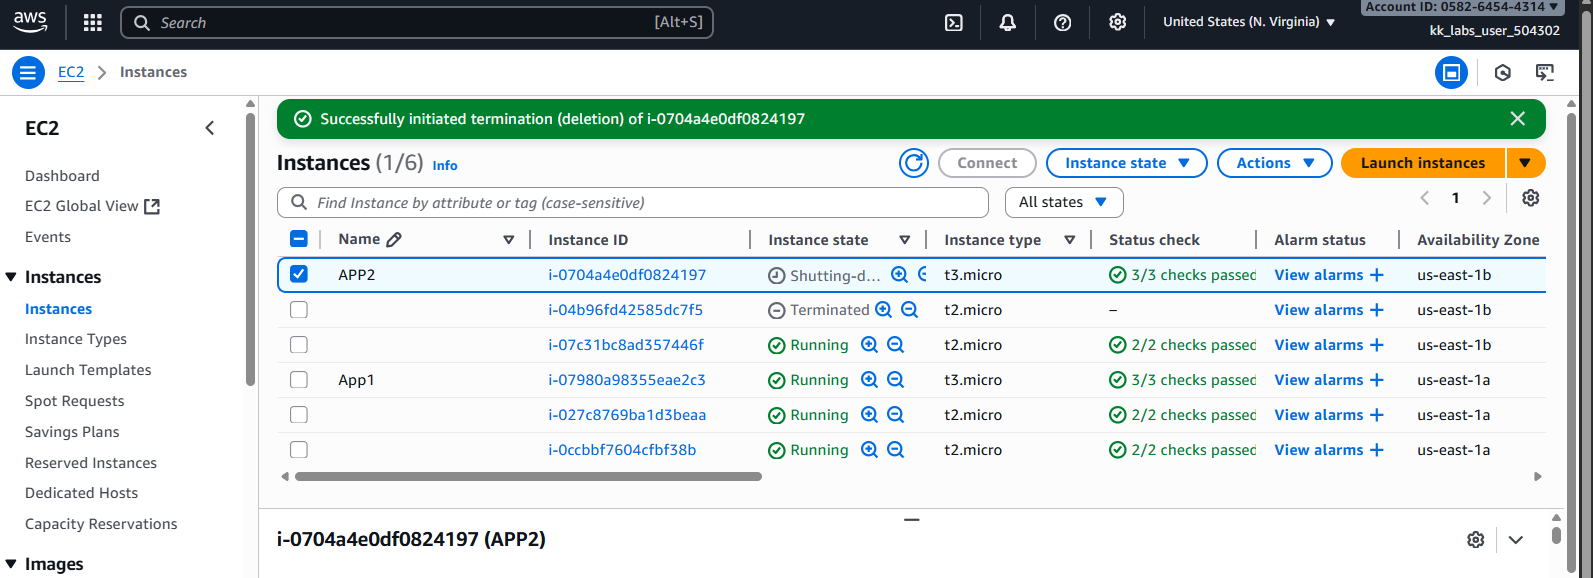 aws
Search [Alt+S]
United States (N. Virginia)
Account ID: 0582-6454-4314
kk_labs_user_504302
EC2 Instances
EC2
Dashboard
EC2 Global View
Events
Instances
Instances
Instance Types
Launch Templates
Spot Requests
Savings Plans
Reserved Instances
Dedicated Hosts
Capacity Reservations
Images
Successfully initiated termination (deletion) of i-0704a4e0df0824197
Instances (1/6) Info
Connect Instance state Actions Launch instances
Find Instance by attribute or tag (case-sensitive) All states 1
Name Instance ID Instance state Instance type Status check Alarm status Availability Zone
APP2 i-0704a4e0df0824197 Shutting-d... t3.micro 3/3 checks passed View alarms + us-east-1b
i-04b96fd42585dc7f5 Terminated t2.micro – View alarms + us-east-1b
i-07c31bc8ad357446f Running t2.micro 2/2 checks passed View alarms + us-east-1b
App1 i-07980a98355eae2c3 Running t3.micro 3/3 checks passed View alarms + us-east-1a
i-027c8769ba1d3beaa Running t2.micro 2/2 checks passed View alarms + us-east-1a
i-0ccbbf7604cfbf38b Running t2.micro 2/2 checks passed View alarms + us-east-1a
i-0704a4e0df0824197 (APP2)